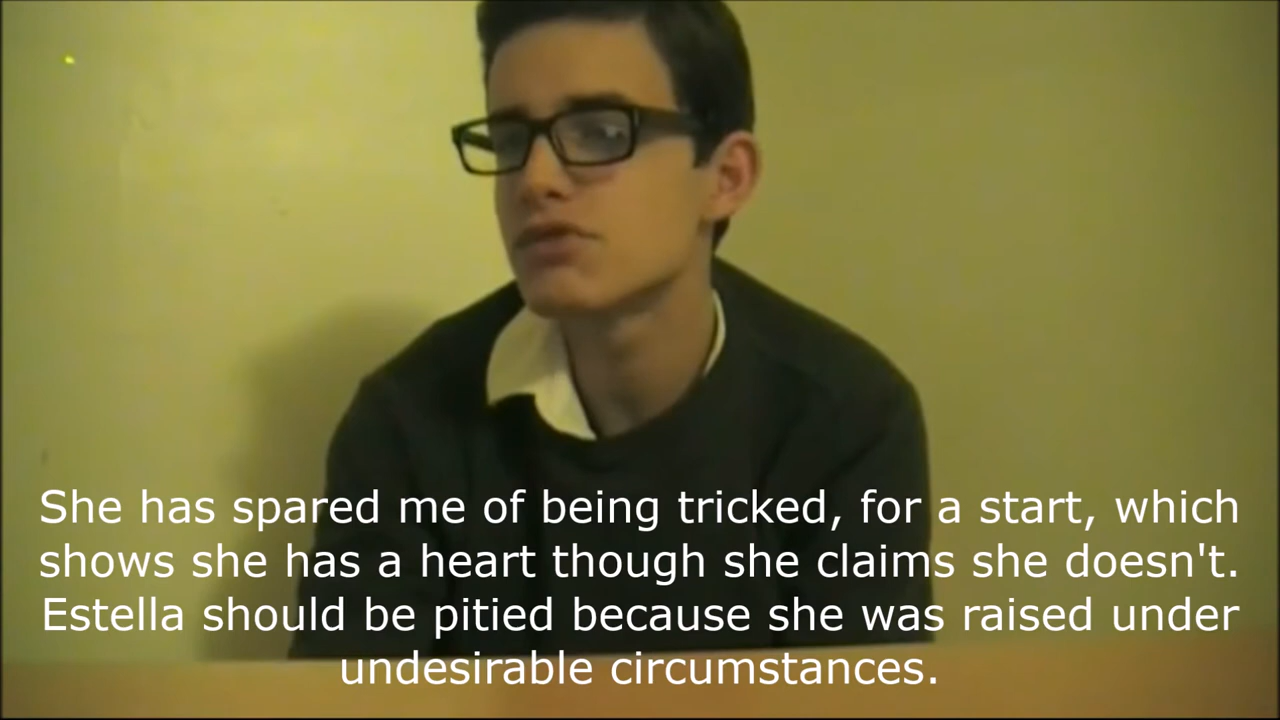 She has spared me of being tricked, for a start, which
shows she has a heart though she claims she doesn't.
Estella should be pitied because she was raised under
undesirable circumstances.